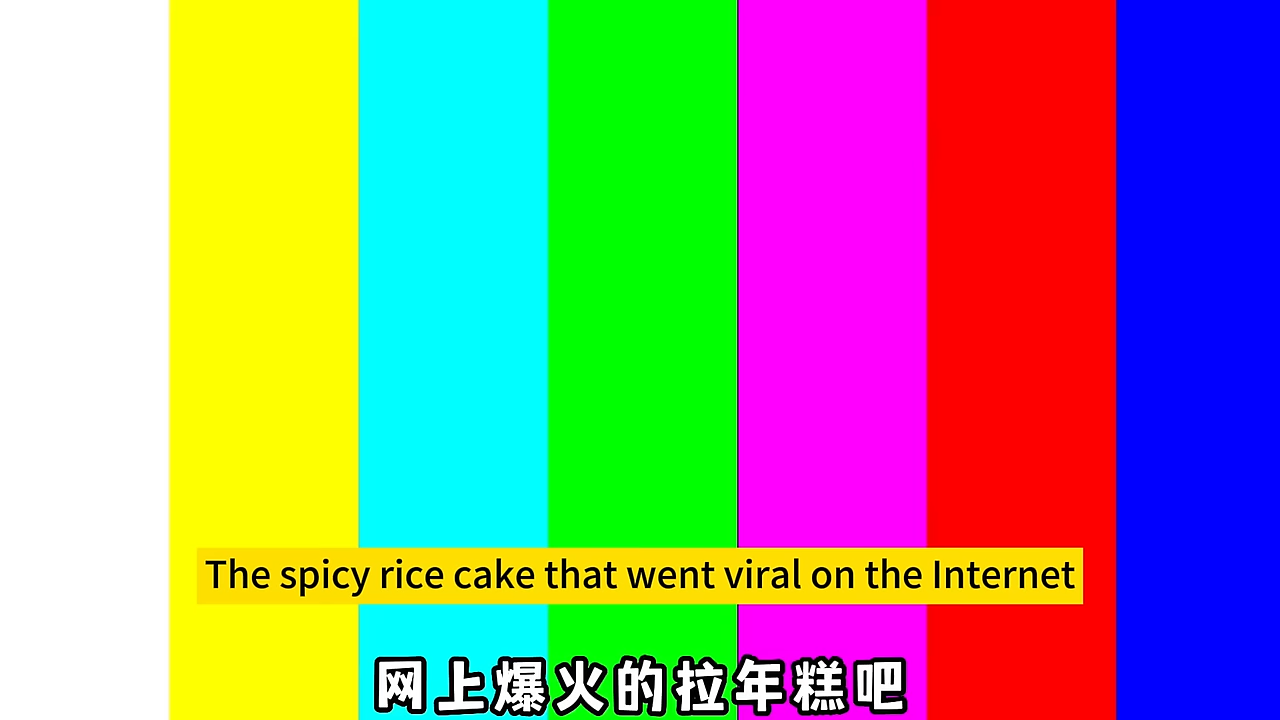 The spicy rice cake that went viral on the Internet
网上爆火的拉年糕吧